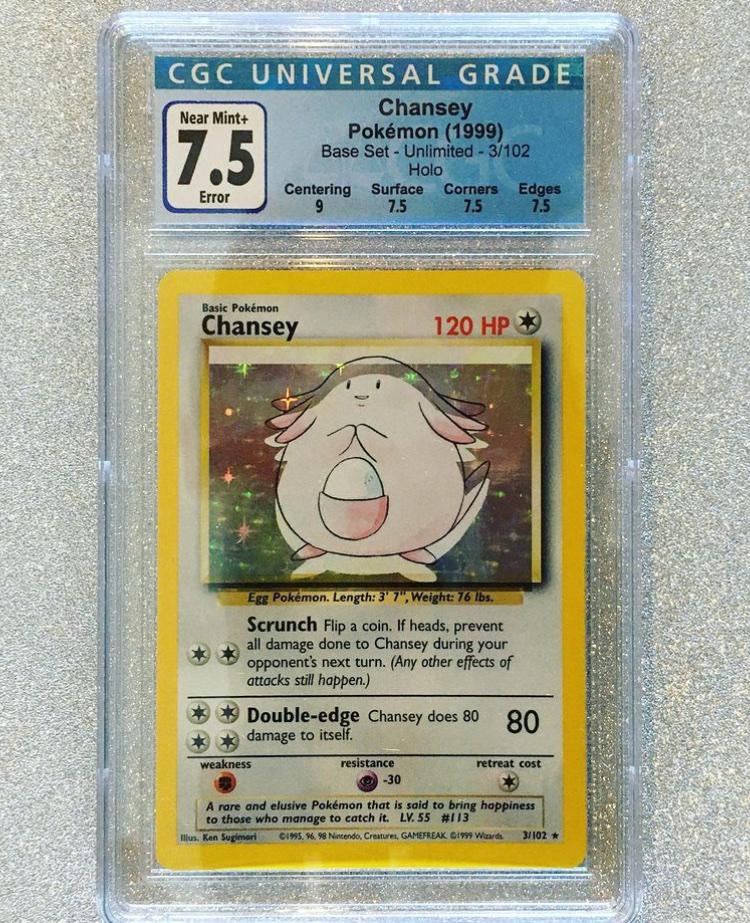 CGC UNIVERSAL GRADE
Near Mint+
7.5
Error
Chansey
Pokémon (1999)
Base Set - Unlimited - 3/102
Holo
Centering Surface Corners Edges
9 7.5 7.5 7.5
Basic Pokémon
Chansey 120 HP
Egg Pokémon. Length: 3' 7", Weight: 76 lbs.
Scrunch Flip a coin. If heads, prevent
all damage done to Chansey during your
opponent's next turn. (Any other effects of
attacks still happen.)
Double-edge Chansey does 80 80
damage to itself.
weakness resistance retreat cost
-30
A rare and elusive Pokémon that is said to bring happiness
to those who manage to catch it. LV. 55 #113
Illus. Ken Sugimori ©1995, 96, 98 Nintendo, Creatures, GAMEFREAK. ©1999 Wizards. 3/102 ★